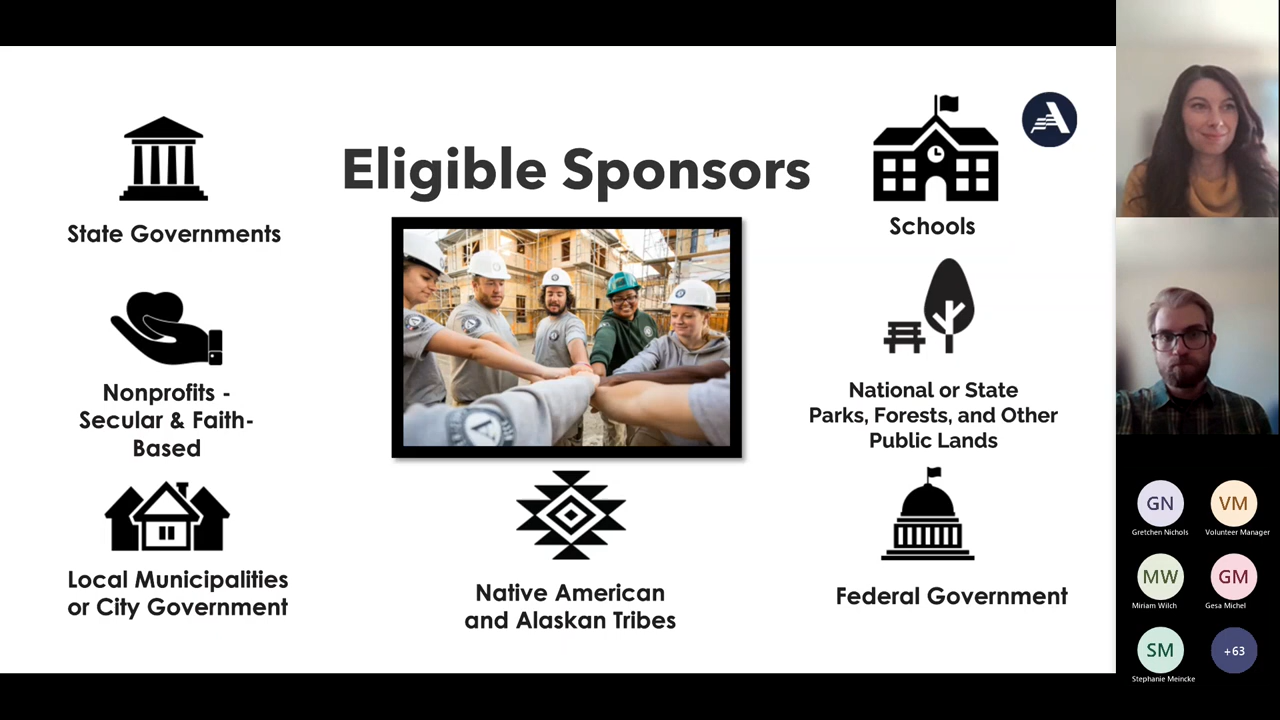 Eligible Sponsors
State Governments
Nonprofits -
Secular & Faith-
Based
Local Municipalities
or City Government
Native American
and Alaskan Tribes
Schools
National or State
Parks, Forests, and Other
Public Lands
Federal Government
GN
Gretchen Nichols
VM
Volunteer Manager
MW
Miriam Wilch
GM
Gesa Michel
SM
Stephanie Meincke
+63